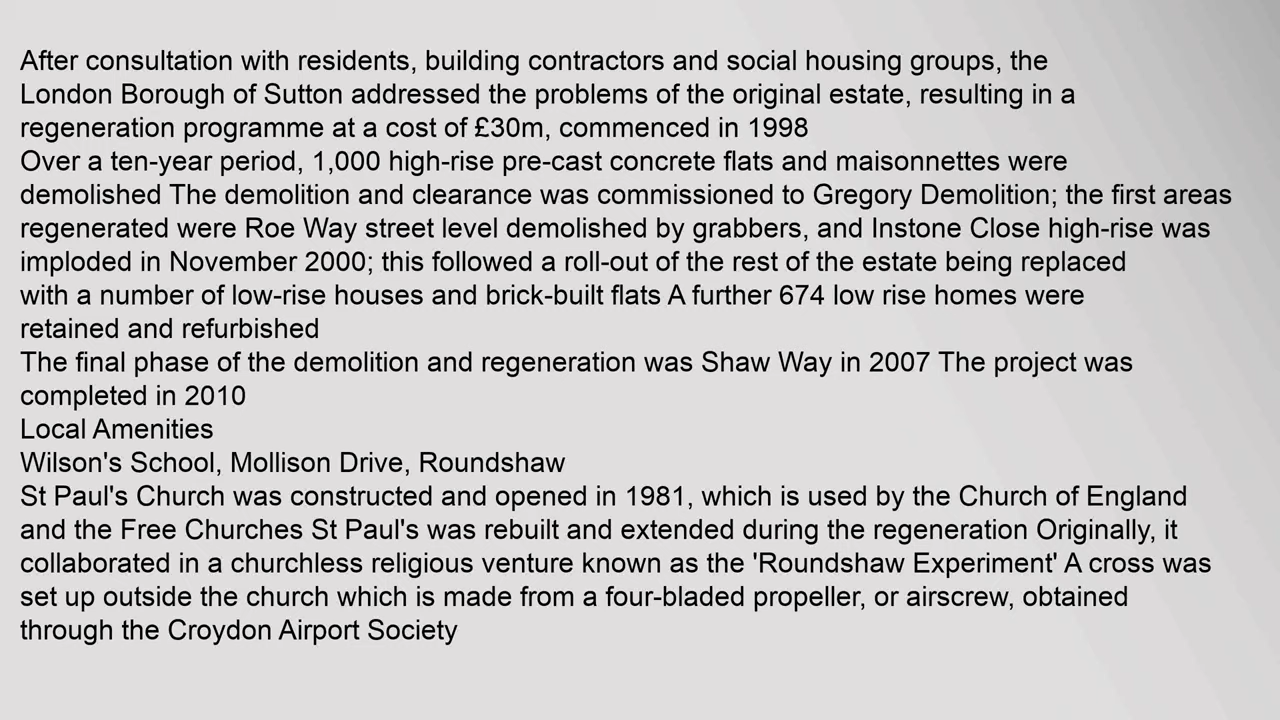 After consultation with residents, building contractors and social housing groups, the
London Borough of Sutton addressed the problems of the original estate, resulting in a
regeneration programme at a cost of £30m, commenced in 1998
Over a ten-year period, 1,000 high-rise pre-cast concrete flats and maisonnettes were
demolished The demolition and clearance was commissioned to Gregory Demolition; the first areas
regenerated were Roe Way street level demolished by grabbers, and Instone Close high-rise was
imploded in November 2000; this followed a roll-out of the rest of the estate being replaced
with a number of low-rise houses and brick-built flats A further 674 low rise homes were
retained and refurbished
The final phase of the demolition and regeneration was Shaw Way in 2007 The project was
completed in 2010
Local Amenities
Wilson's School, Mollison Drive, Roundshaw
St Paul's Church was constructed and opened in 1981, which is used by the Church of England
and the Free Churches St Paul's was rebuilt and extended during the regeneration Originally, it
collaborated in a churchless religious venture known as the 'Roundshaw Experiment' A cross was
set up outside the church which is made from a four-bladed propeller, or airscrew, obtained
through the Croydon Airport Society